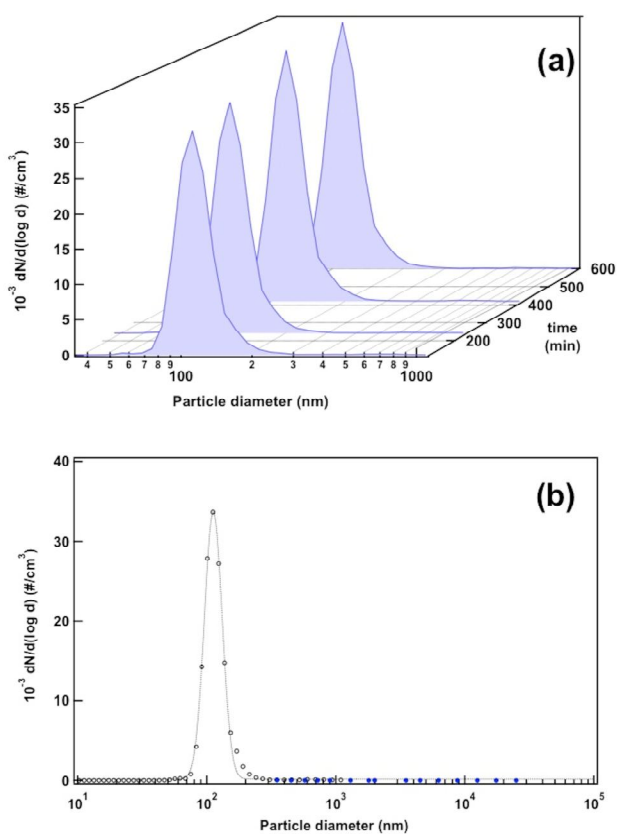 (a)
35
30
25
20
15
10
5
0
10⁻³ dN/d(log d) (#/cm³)
4 5 6 7 8 9 100 2 3 4 5 6 7 8 9 1000
Particle diameter (nm)
200
300
400
500
600
time
(min)
(b)
40
30
20
10
0
10⁻³ dN/d(log d) (#/cm³)
10¹ 10² 10³ 10⁴ 10⁵
Particle diameter (nm)